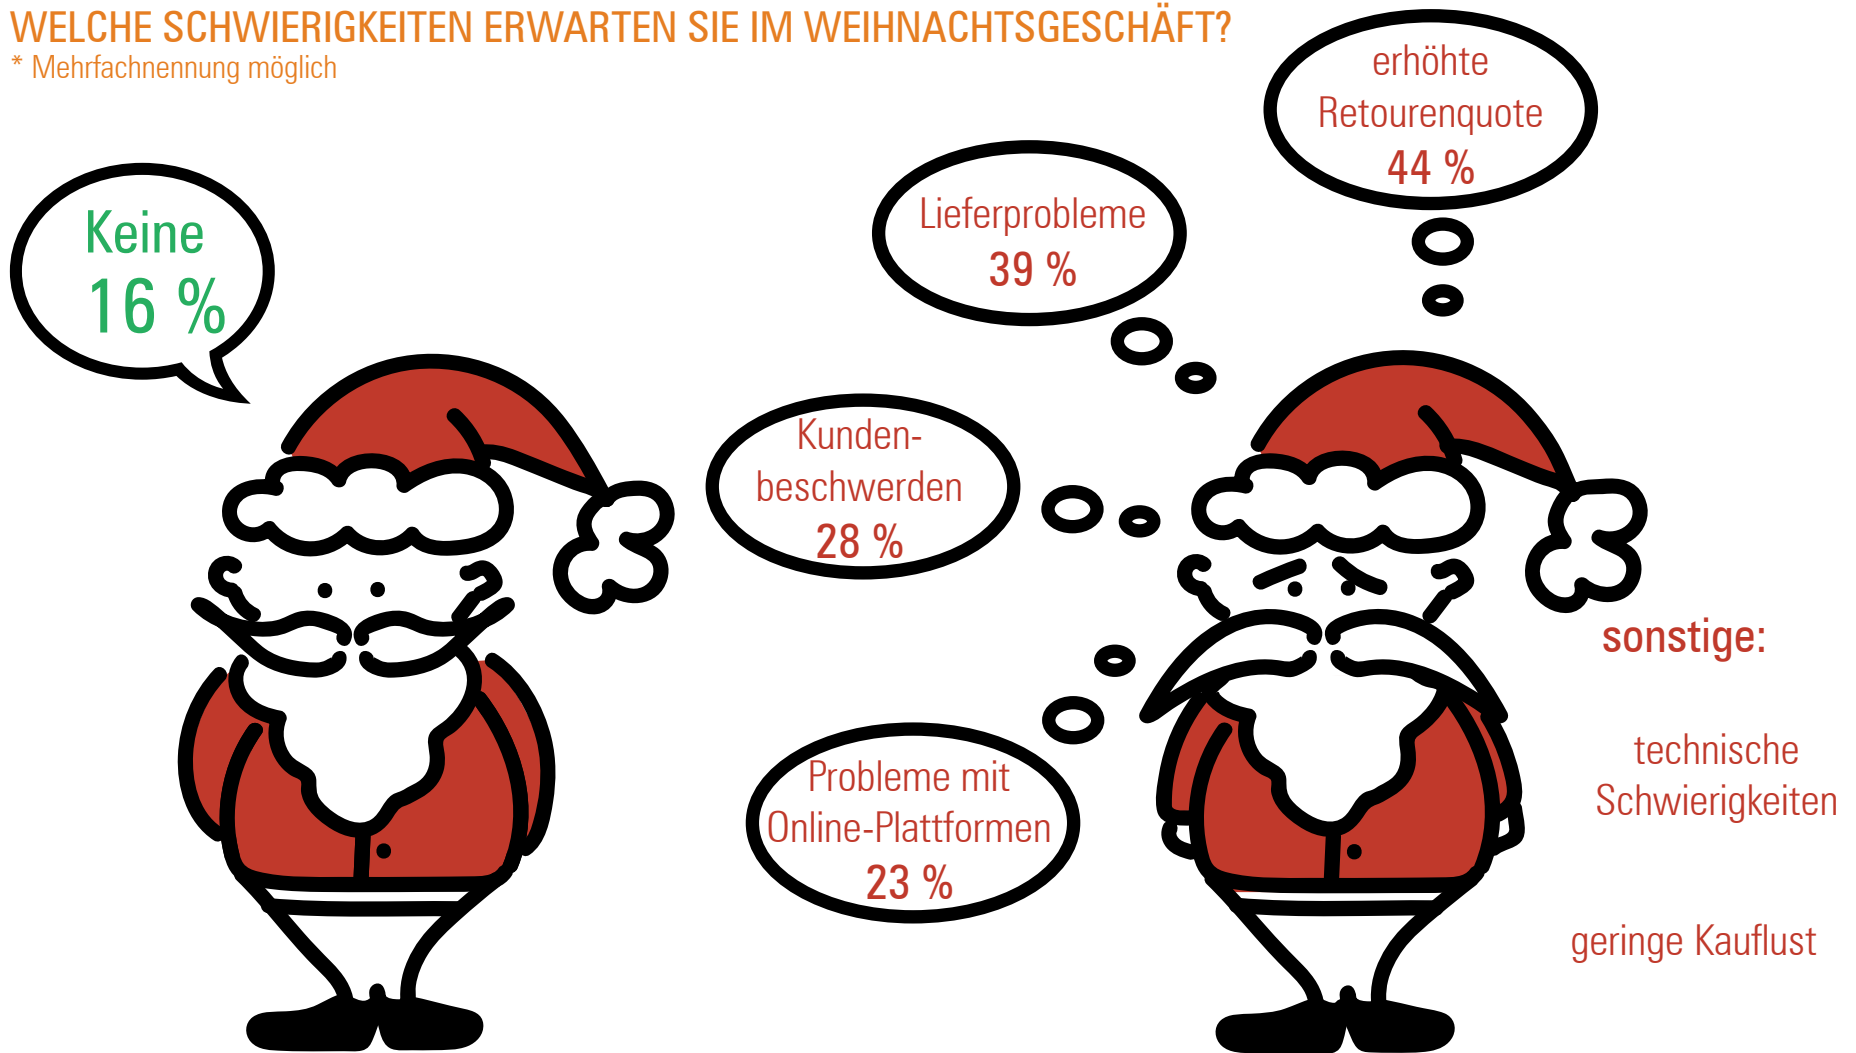 WELCHE SCHWIERIGKEITEN ERWARTEN SIE IM WEIHNACHTSGESCHÄFT?
* Mehrfachnennung möglich
Keine
16 %
erhöhte
Retourenquote
44 %
Lieferprobleme
39 %
Kunden-
beschwerden
28 %
Probleme mit
Online-Plattformen
23 %
sonstige:
technische
Schwierigkeiten
geringe Kauflust